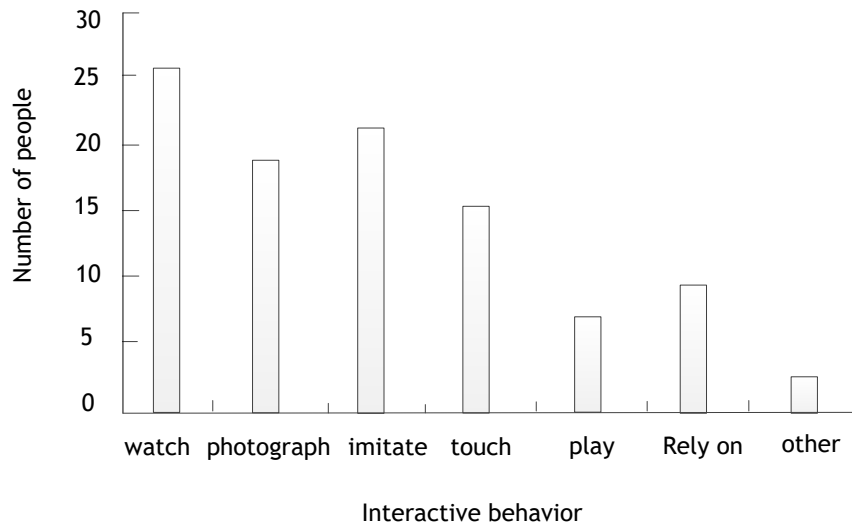 30
25
20
15
10
5
0
Number of people
watch photograph imitate touch play Rely on other
Interactive behavior